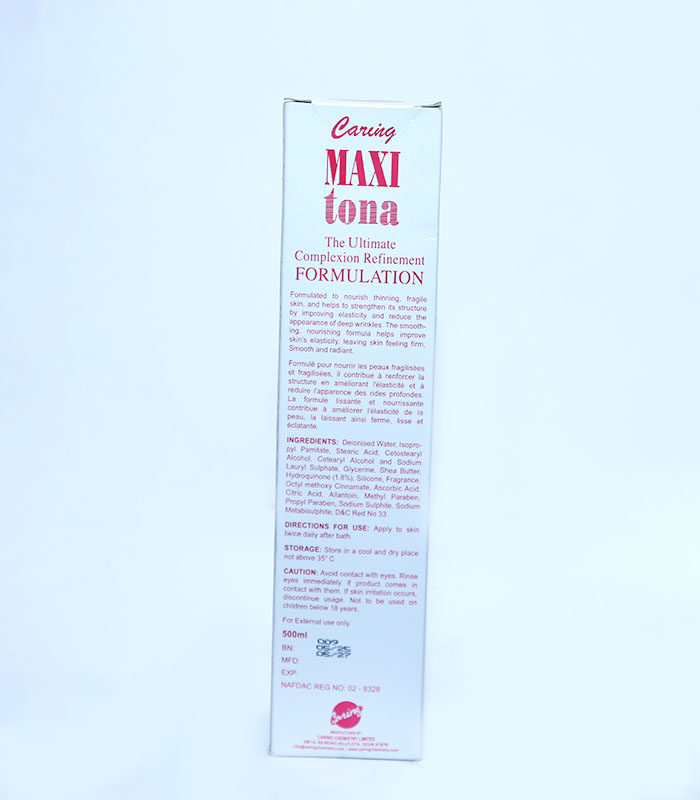 Caring
MAXI
tona
The Ultimate
Complexion Refinement
FORMULATION
Formulated to nourish thinning, fragile
skin, and helps to strengthen its structure
by improving elasticity and reduce the
appearance of deep wrinkles. The smooth-
ing, nourishing formula helps improve
skin's elasticity, leaving skin feeling firm,
Smooth and radiant.
Formulé pour nourrir les peaux fragilisées
et fragilisées, il contribue à renforcer la
structure en améliorant l'élasticité et à
réduire l'apparence des rides profondes.
La formule lissante et nourrissante
contribue à améliorer l'élasticité de la
peau, la laissant ainsi ferme, lisse et
éclatante.
INGREDIENTS: Deionised Water, Isopro-
pyl Pamitate, Stearic Acid, Cetostearyl
Alcohol, Cetearyl Alcohol and Sodium
Lauryl Sulphate, Glycerine, Shea Butter,
Hydroquinone (1.8%), Silicone, Fragrance,
Octyl methoxy Cinnamate, Ascorbic Acid,
Citric Acid, Allantoin, Methyl Paraben,
Propyl Paraben, Sodium Sulphite, Sodium
Metabisulphite, D&C Red No 33
DIRECTIONS FOR USE: Apply to skin
twice daily after bath.
STORAGE: Store in a cool and dry place
not above 35° C
CAUTION: Avoid contact with eyes. Rinse
eyes immediately if product comes in
contact with them. If skin irritation occurs,
discontinue usage. Not to be used on
children below 18 years,
For External use only.
500ml
BN: 009
MFD: 05/25
EXP: 05/27
NAFDAC REG NO: 02 - 8328
Caring
MANUFACTURED BY
CARING CHEMISTRY LIMITED